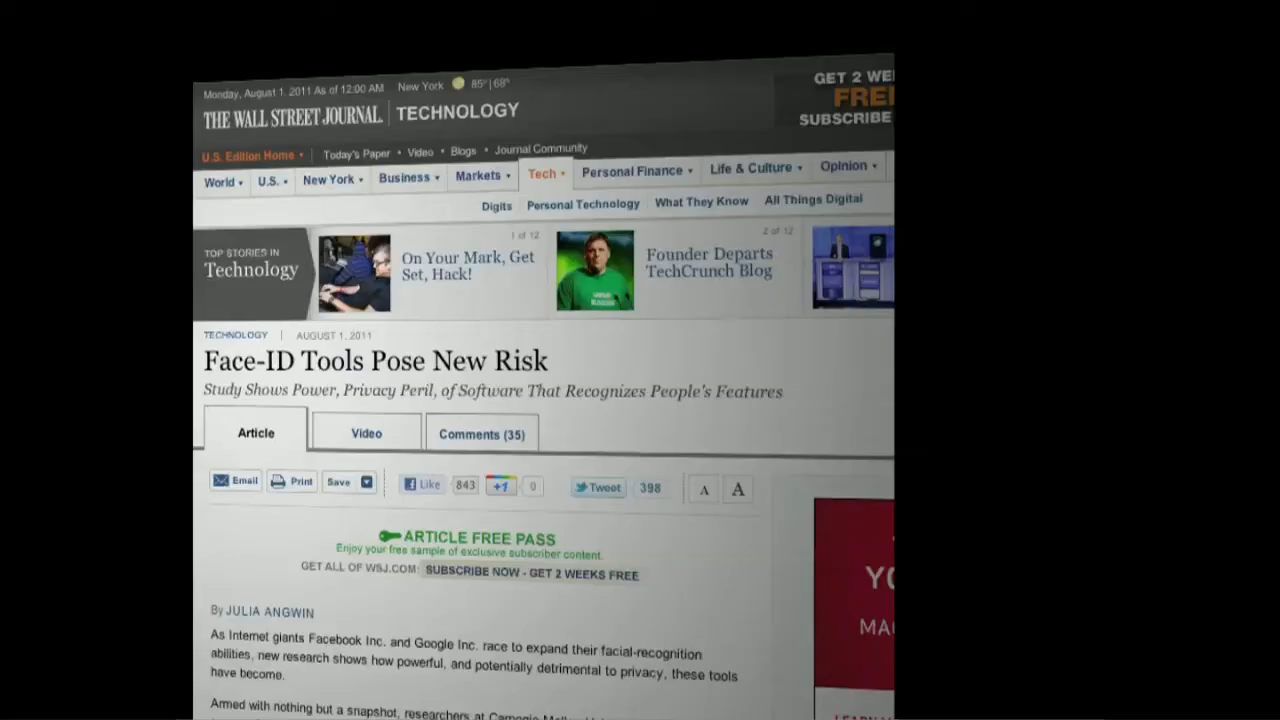 Monday, August 1, 2011 As of 12:00 AM New York 85º | 68º
GET 2 WE
FREE
SUBSCRIBE
THE WALL STREET JOURNAL. TECHNOLOGY
U.S. Edition Home Today's Paper • Video • Blogs • Journal Community
World U.S. New York Business Markets Tech Personal Finance Life & Culture Opinion
Digits Personal Technology What They Know All Things Digital
TOP STORIES IN
Technology
1 of 12
On Your Mark, Get
Set, Hack!
2 of 12
Founder Departs
TechCrunch Blog
TECHNOLOGY AUGUST 1, 2011
Face-ID Tools Pose New Risk
Study Shows Power, Privacy Peril, of Software That Recognizes People's Features
Article Video Comments (35)
Email Print Save Like 843 +1 0 Tweet 398 A A
ARTICLE FREE PASS
Enjoy your free sample of exclusive subscriber content.
GET ALL OF WSJ.COM: SUBSCRIBE NOW - GET 2 WEEKS FREE
YO
MA
By JULIA ANGWIN
As Internet giants Facebook Inc. and Google Inc. race to expand their facial-recognition
abilities, new research shows how powerful, and potentially detrimental to privacy, these tools
have become.
Armed with nothing but a snapshot, researchers at Carnegie